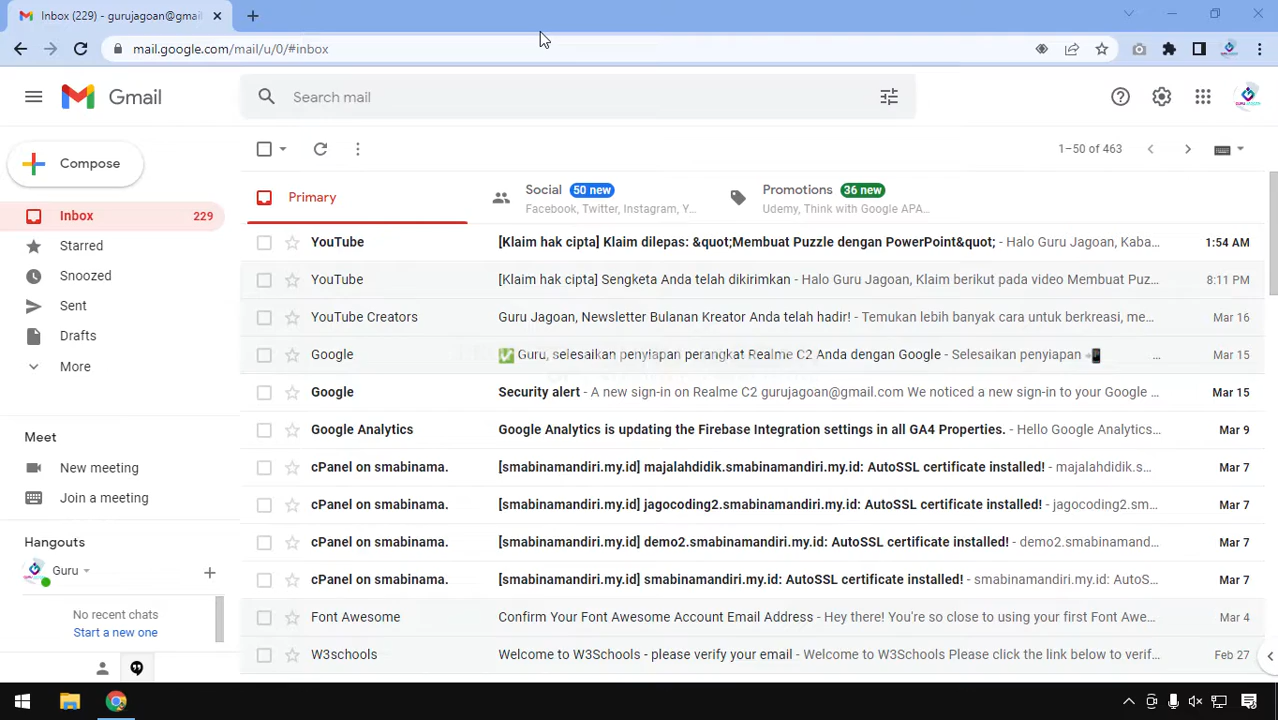 Inbox (229) - gurujagoan@gmai
mail.google.com/mail/u/0/#inbox
Gmail
Search mail
Compose
1–50 of 463
Primary
Social 50 new
Facebook, Twitter, Instagram, Y...
Promotions 36 new
Udemy, Think with Google APA...
Inbox 229
Starred
Snoozed
Sent
Drafts
More
Meet
New meeting
Join a meeting
Hangouts
Guru
No recent chats
Start a new one
YouTube [Klaim hak cipta] Klaim dilepas: &quot;Membuat Puzzle dengan PowerPoint&quot; - Halo Guru Jagoan, Kaba... 1:54 AM
YouTube [Klaim hak cipta] Sengketa Anda telah dikirimkan - Halo Guru Jagoan, Klaim berikut pada video Membuat Puz... 8:11 PM
YouTube Creators Guru Jagoan, Newsletter Bulanan Kreator Anda telah hadir! - Temukan lebih banyak cara untuk berkreasi, me... Mar 16
Google ✅ Guru, selesaikan penyiapan perangkat Realme C2 Anda dengan Google - Selesaikan penyiapan 📲 ... Mar 15
Google Security alert - A new sign-in on Realme C2 gurujagoan@gmail.com We noticed a new sign-in to your Google ... Mar 15
Google Analytics Google Analytics is updating the Firebase Integration settings in all GA4 Properties. - Hello Google Analytics... Mar 9
cPanel on smabinama. [smabinamandiri.my.id] majalahdidik.smabinamandiri.my.id: AutoSSL certificate installed! - majalahdidik.s... Mar 7
cPanel on smabinama. [smabinamandiri.my.id] jagocoding2.smabinamandiri.my.id: AutoSSL certificate installed! - jagocoding2.sm... Mar 7
cPanel on smabinama. [smabinamandiri.my.id] demo2.smabinamandiri.my.id: AutoSSL certificate installed! - demo2.smabinamand... Mar 7
cPanel on smabinama. [smabinamandiri.my.id] smabinamandiri.my.id: AutoSSL certificate installed! - smabinamandiri.my.id: AutoS... Mar 7
Font Awesome Confirm Your Font Awesome Account Email Address - Hey there! You're so close to using your first Font Awe... Mar 4
W3schools Welcome to W3Schools - please verify your email - Welcome to W3Schools Please click the link below to verif... Feb 27